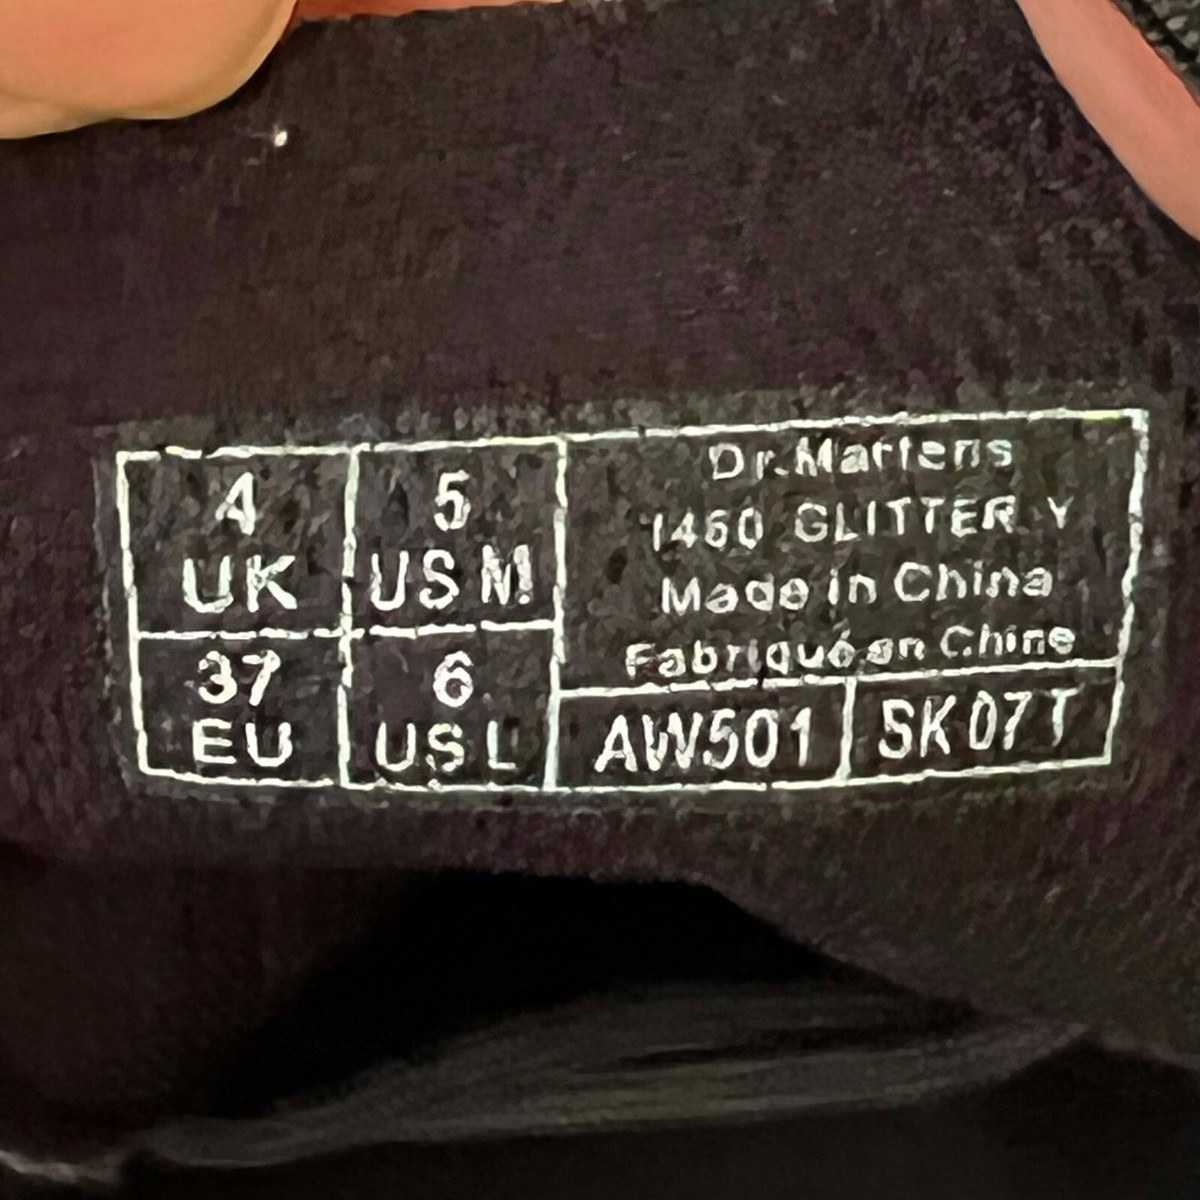 4
UK
5
US M
37
EU
6
US L
Dr. Martens
1460 GLITTER Y
Made in China
Fabriqué en Chine
AW501
SK07T